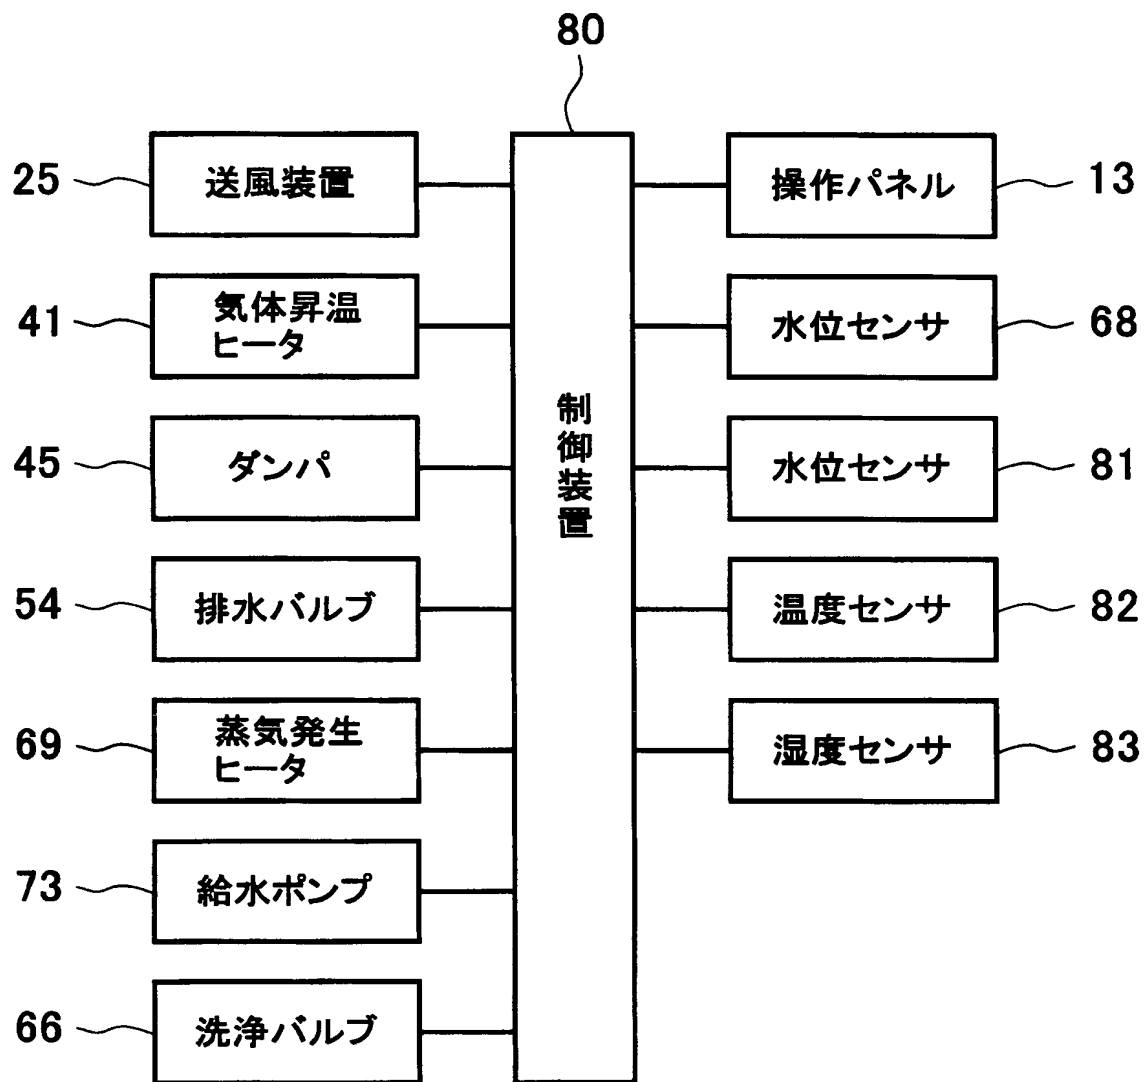 80
25
送風装置
操作パネル
13
41
気体昇温
ヒータ
水位センサ
68
45
ダンパ
制御装置
水位センサ
81
54
排水バルブ
温度センサ
82
69
蒸気発生
ヒータ
湿度センサ
83
73
給水ポンプ
66
洗浄バルブ